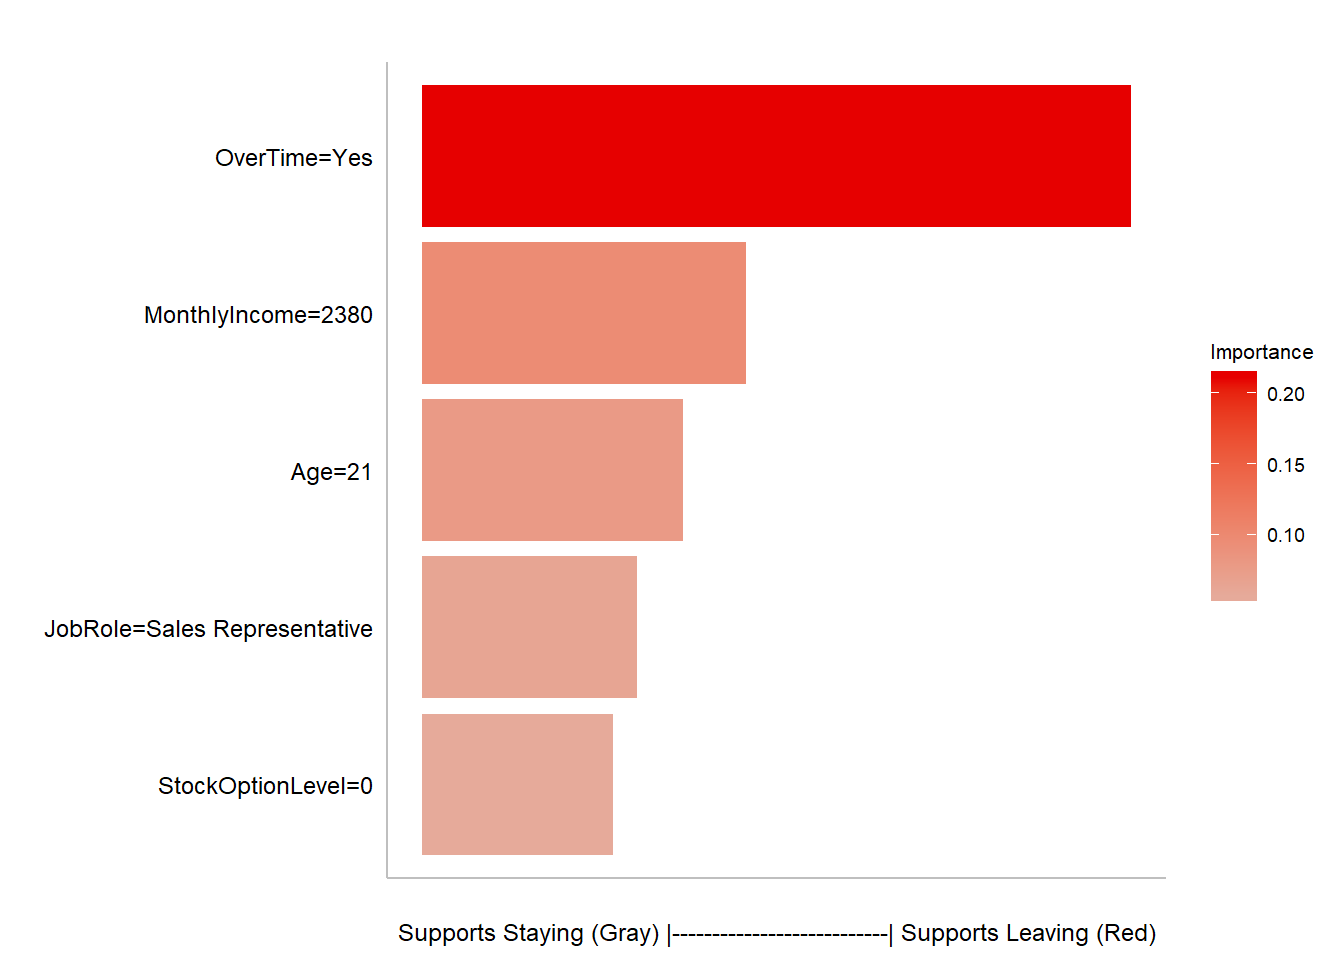 OverTime=Yes
MonthlyIncome=2380
Age=21
JobRole=Sales Representative
StockOptionLevel=0
Importance
0.20
0.15
0.10
Supports Staying (Gray) |---------------------------| Supports Leaving (Red)